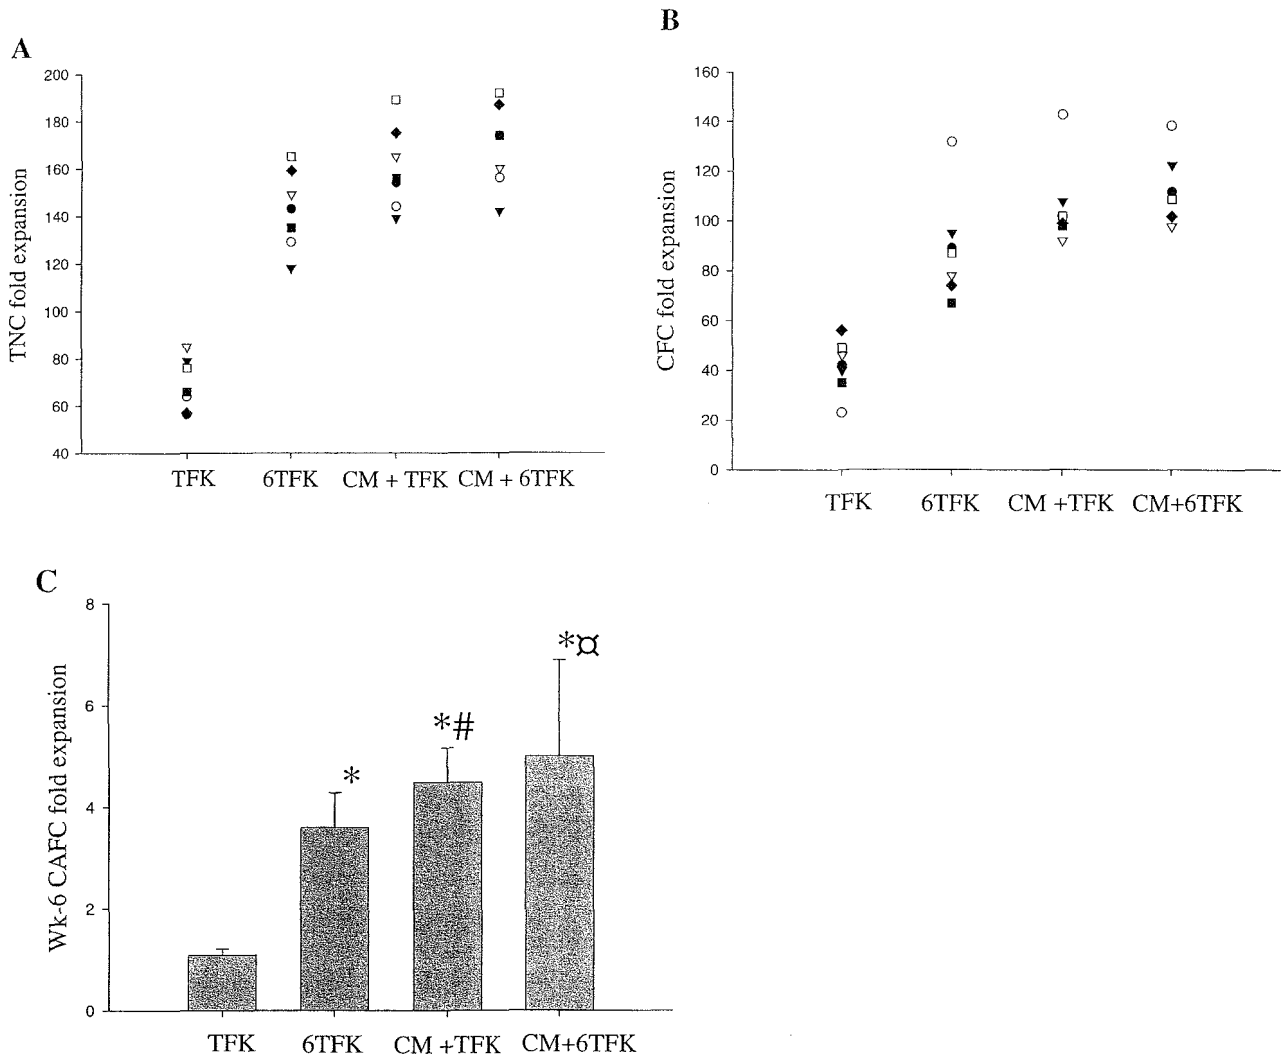 A
TNC fold expansion
200
180
160
140
120
100
80
60
40
TFK 6TFK CM + TFK CM + 6TFK
B
CFC fold expansion
160
140
120
100
80
60
40
20
0
TFK 6TFK CM +TFK CM+6TFK
C
Wk-6 CAFC fold expansion
8
6
4
2
0
*
*#
*¤
TFK 6TFK CM +TFK CM+6TFK